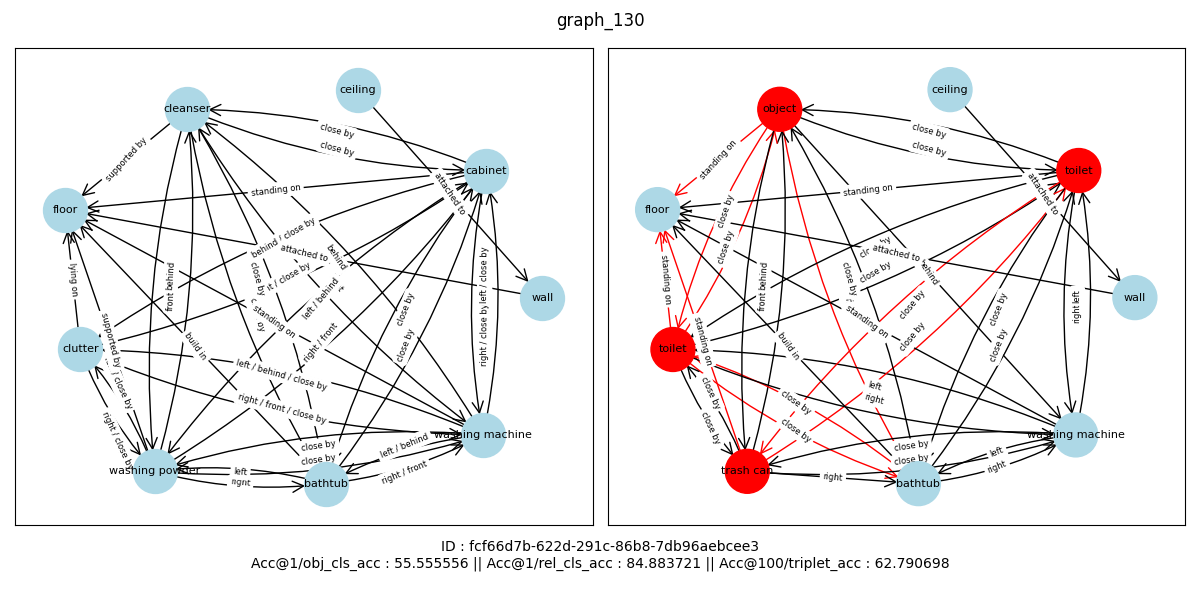 graph_130
ceiling
cleanser
close by
close by
cabinet
supported by
attached to
standing on
floor
behind / close by
attached to
behind
close by
lying on
front
behind
left / behind
left / close by
wall
close by
standing on
supported by
build in
right / front
close by
right / close by
clutter
left / behind / close by
right / front / close by
right / close by
washing machine
left / behind
close by
close by
washing powder
left
right
right / front
bathtub
ceiling
object
close by
close by
toilet
standing on
attached to
standing on
floor
close by
close by
attached to
close by
close by
standing on
front
behind
close by
wall
close by
left
right
standing on
standing on
build in
close by
close by
toilet
left
right
close by
close by
close by
close by
washing machine
close by
close by
left
right
trash can
right
bathtub
ID : fcf66d7b-622d-291c-86b8-7db96aebcee3
Acc@1/obj_cls_acc : 55.555556 || Acc@1/rel_cls_acc : 84.883721 || Acc@100/triplet_acc : 62.790698